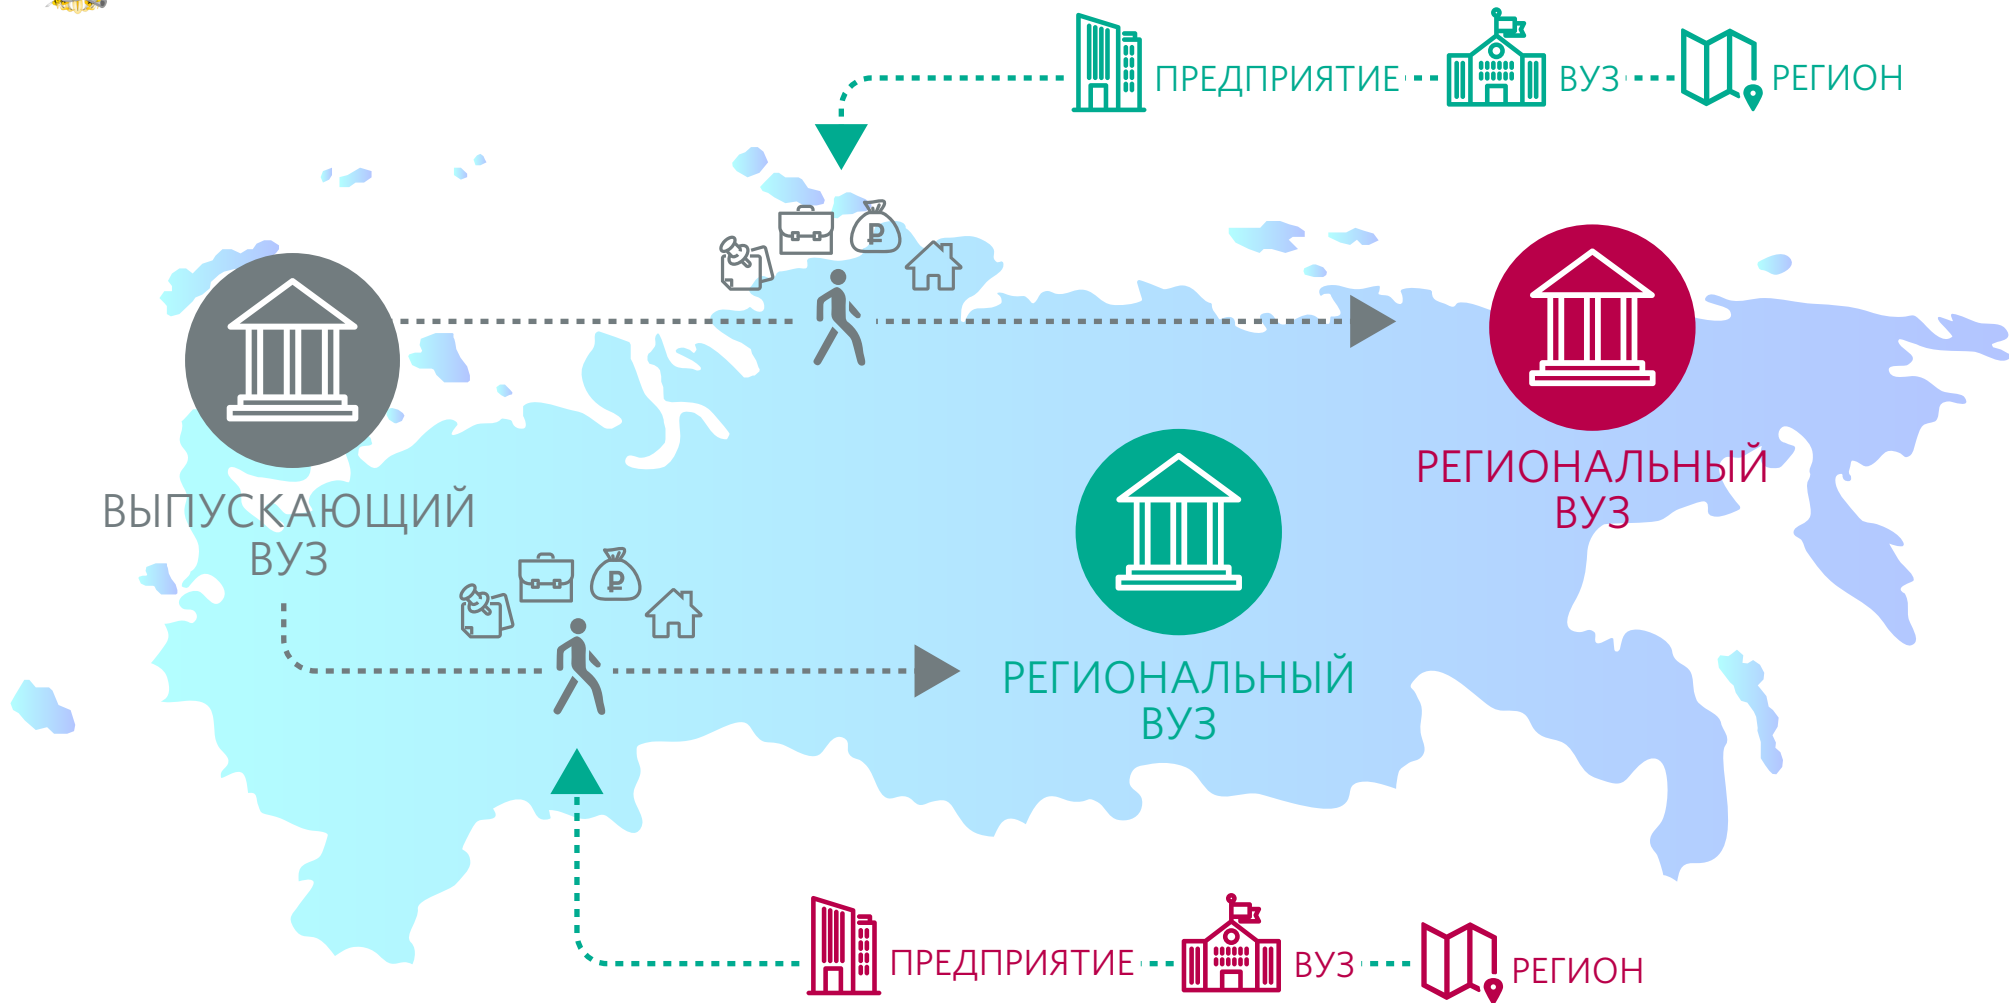 ПРЕДПРИЯТИЕ ВУЗ РЕГИОН
ВЫПУСКАЮЩИЙ
ВУЗ
РЕГИОНАЛЬНЫЙ
ВУЗ
РЕГИОНАЛЬНЫЙ
ВУЗ
ПРЕДПРИЯТИЕ ВУЗ РЕГИОН